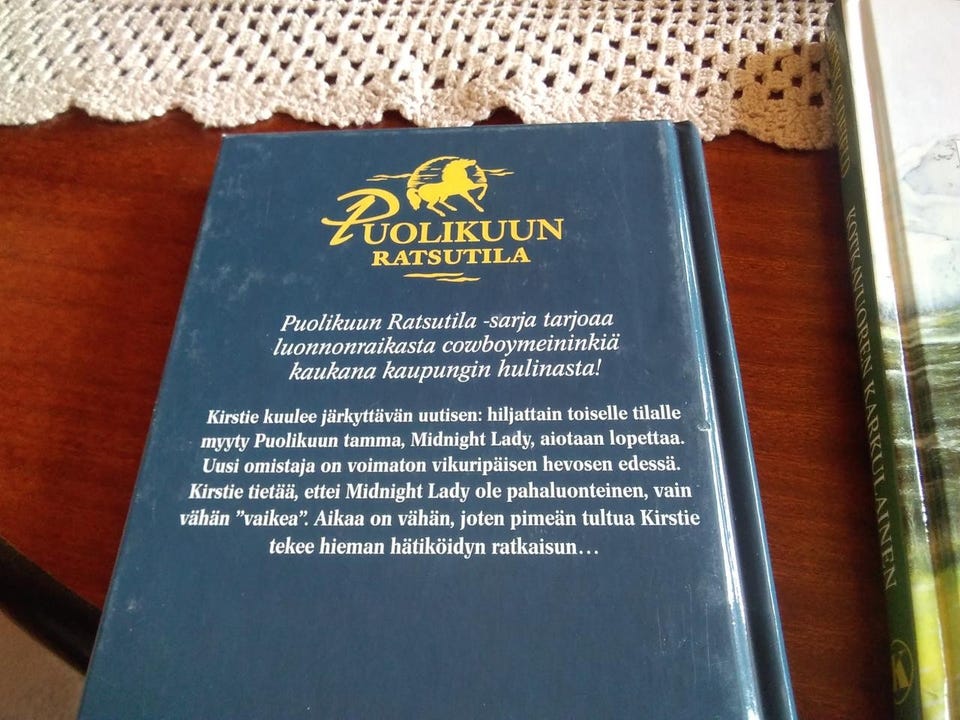 PUOLIKUUN
RATSUTILA
Puolikuun Ratsutila -sarja tarjoaa
luonnonraikasta cowboymeininkiä
kaukana kaupungin hulinasta!
Kirstie kuulee järkyttävän uutisen: hiljattain toiselle tilalle
myyty Puolikuun tamma, Midnight Lady, aiotaan lopettaa.
Uusi omistaja on voimaton vikuripäisen hevosen edessä.
Kirstie tietää, ettei Midnight Lady ole pahaluonteinen, vain
vähän "vaikea". Aikaa on vähän, joten pimeän tultua Kirstie
tekee hieman hätiköidyn ratkaisun…
KOTKAVUOREN KARKULAINEN
K